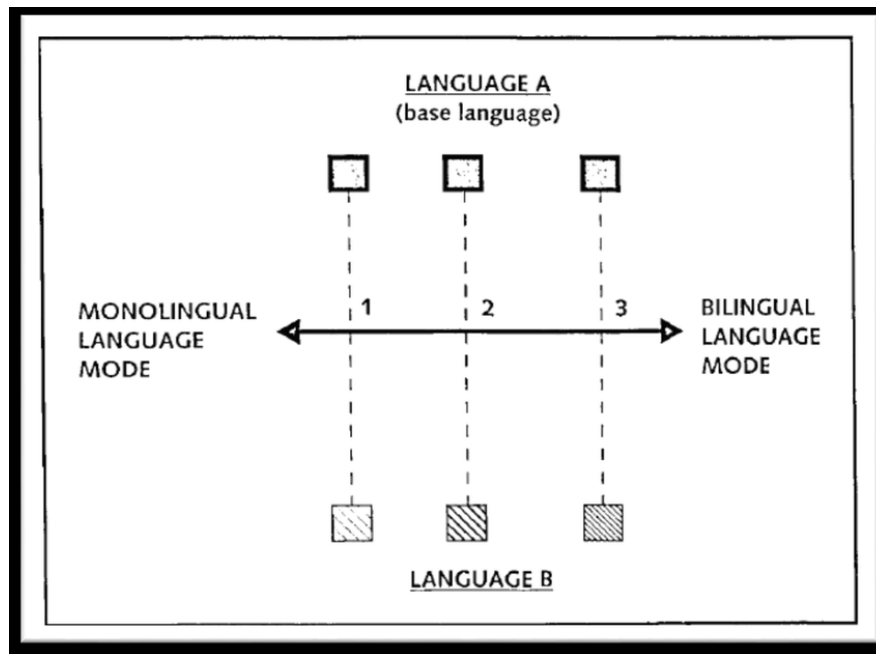 LANGUAGE A
(base language)
MONOLINGUAL
LANGUAGE
MODE
1
2
3
BILINGUAL
LANGUAGE
MODE
LANGUAGE B